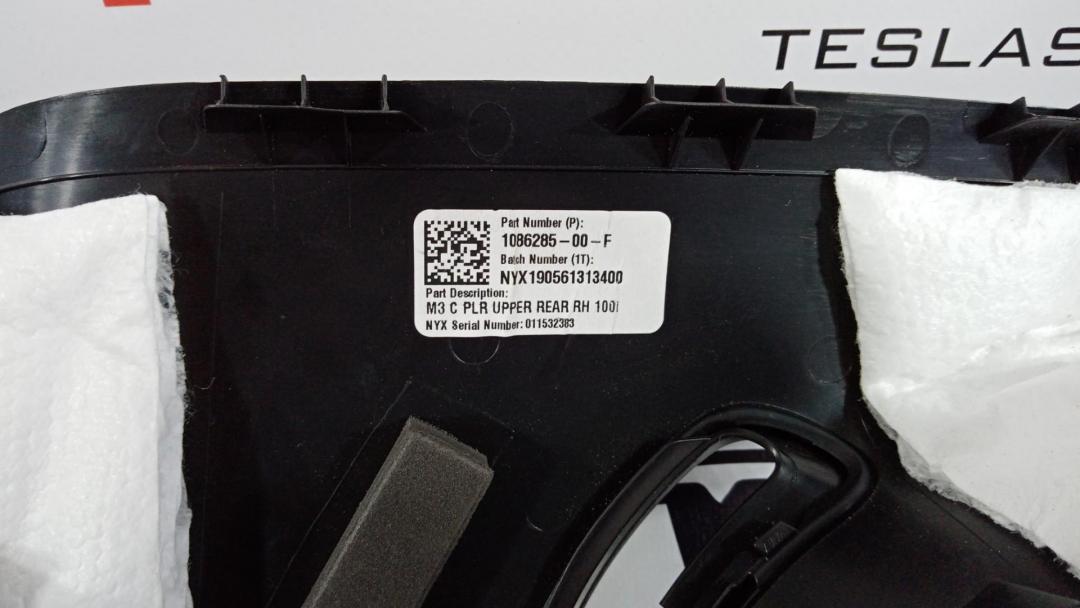 TESLAS
Part Number (P):
1086285-00-F
Batch Number (1T):
NYX190561313400
Part Description:
M3 C PLR UPPER REAR RH 100I
NYX Serial Number: 011532383